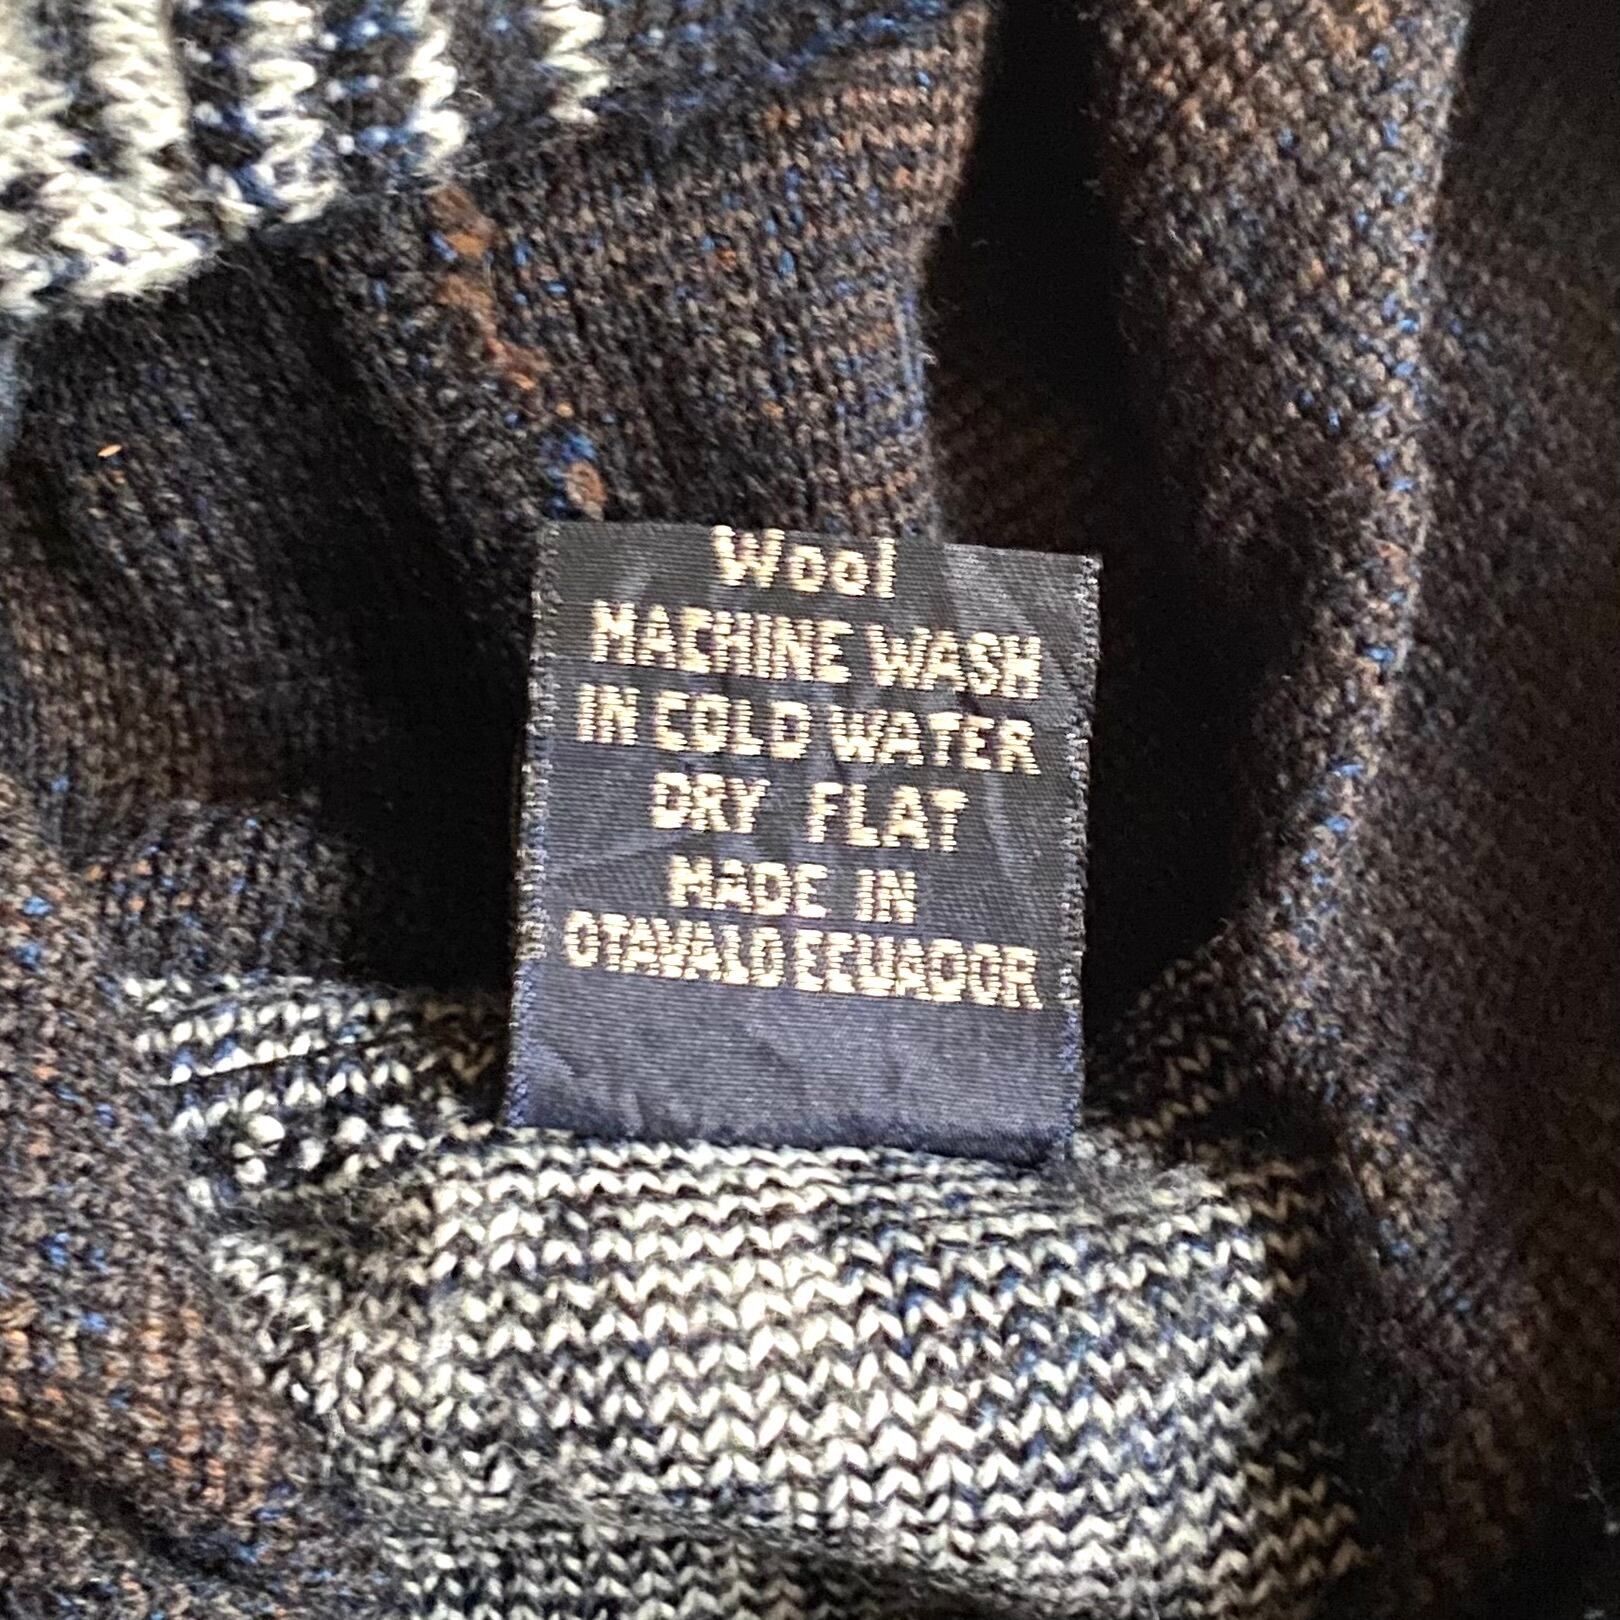 Wool
MACHINE WASH
IN COLD WATER
DRY FLAT
MADE IN
OTAVALO ECUADOR